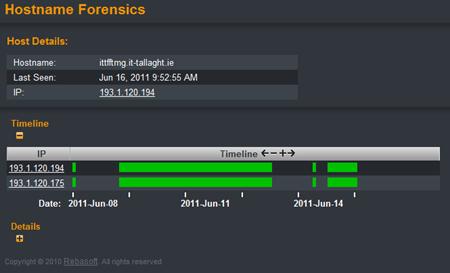 Hostname Forensics
Host Details:
Hostname: ittfftmg.it-tallaght.ie
Last Seen: Jun 16, 2011 9:52:55 AM
IP: 193.1.120.194
Timeline
IP Timeline
193.1.120.194
193.1.120.175
Date: 2011-Jun-08 2011-Jun-11 2011-Jun-14
Details
Copyright © 2010 Rebasoft. All rights reserved